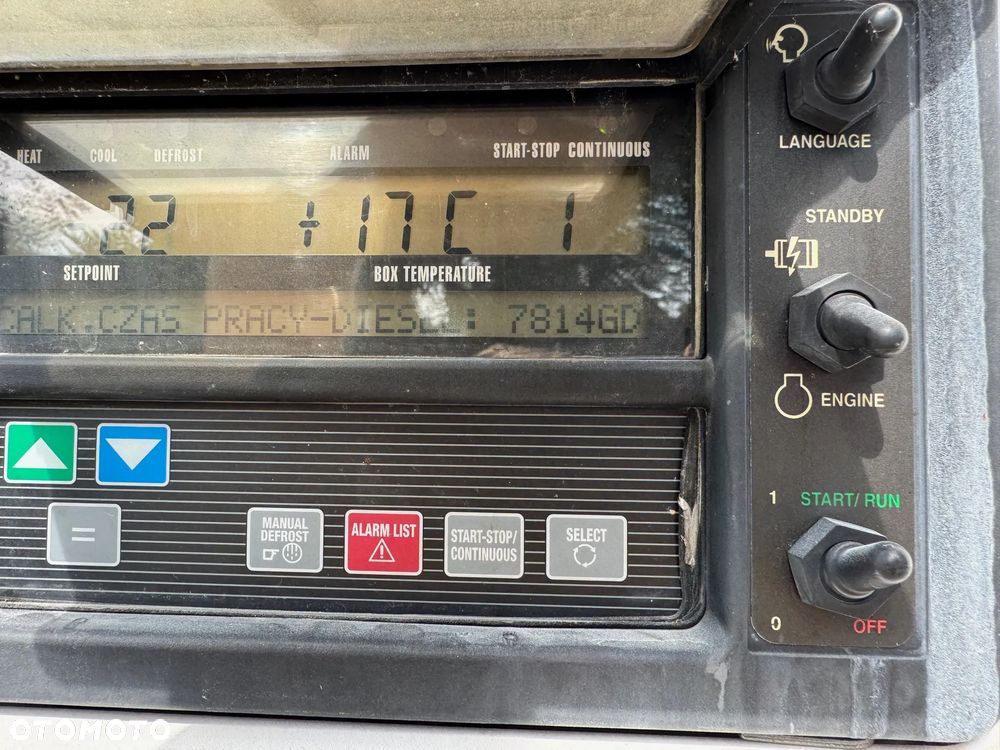 HEAT COOL DEFROST ALARM START-STOP CONTINUOUS
22 +17C 1
SETPOINT BOX TEMPERATURE
CALK.CZAS PRACY-DIESEL: 7814GD
MANUAL
DEFROST
ALARM LIST
START-STOP/
CONTINUOUS
SELECT
=
LANGUAGE
STANDBY
ENGINE
1 START/ RUN
0 OFF
OTOMOTO